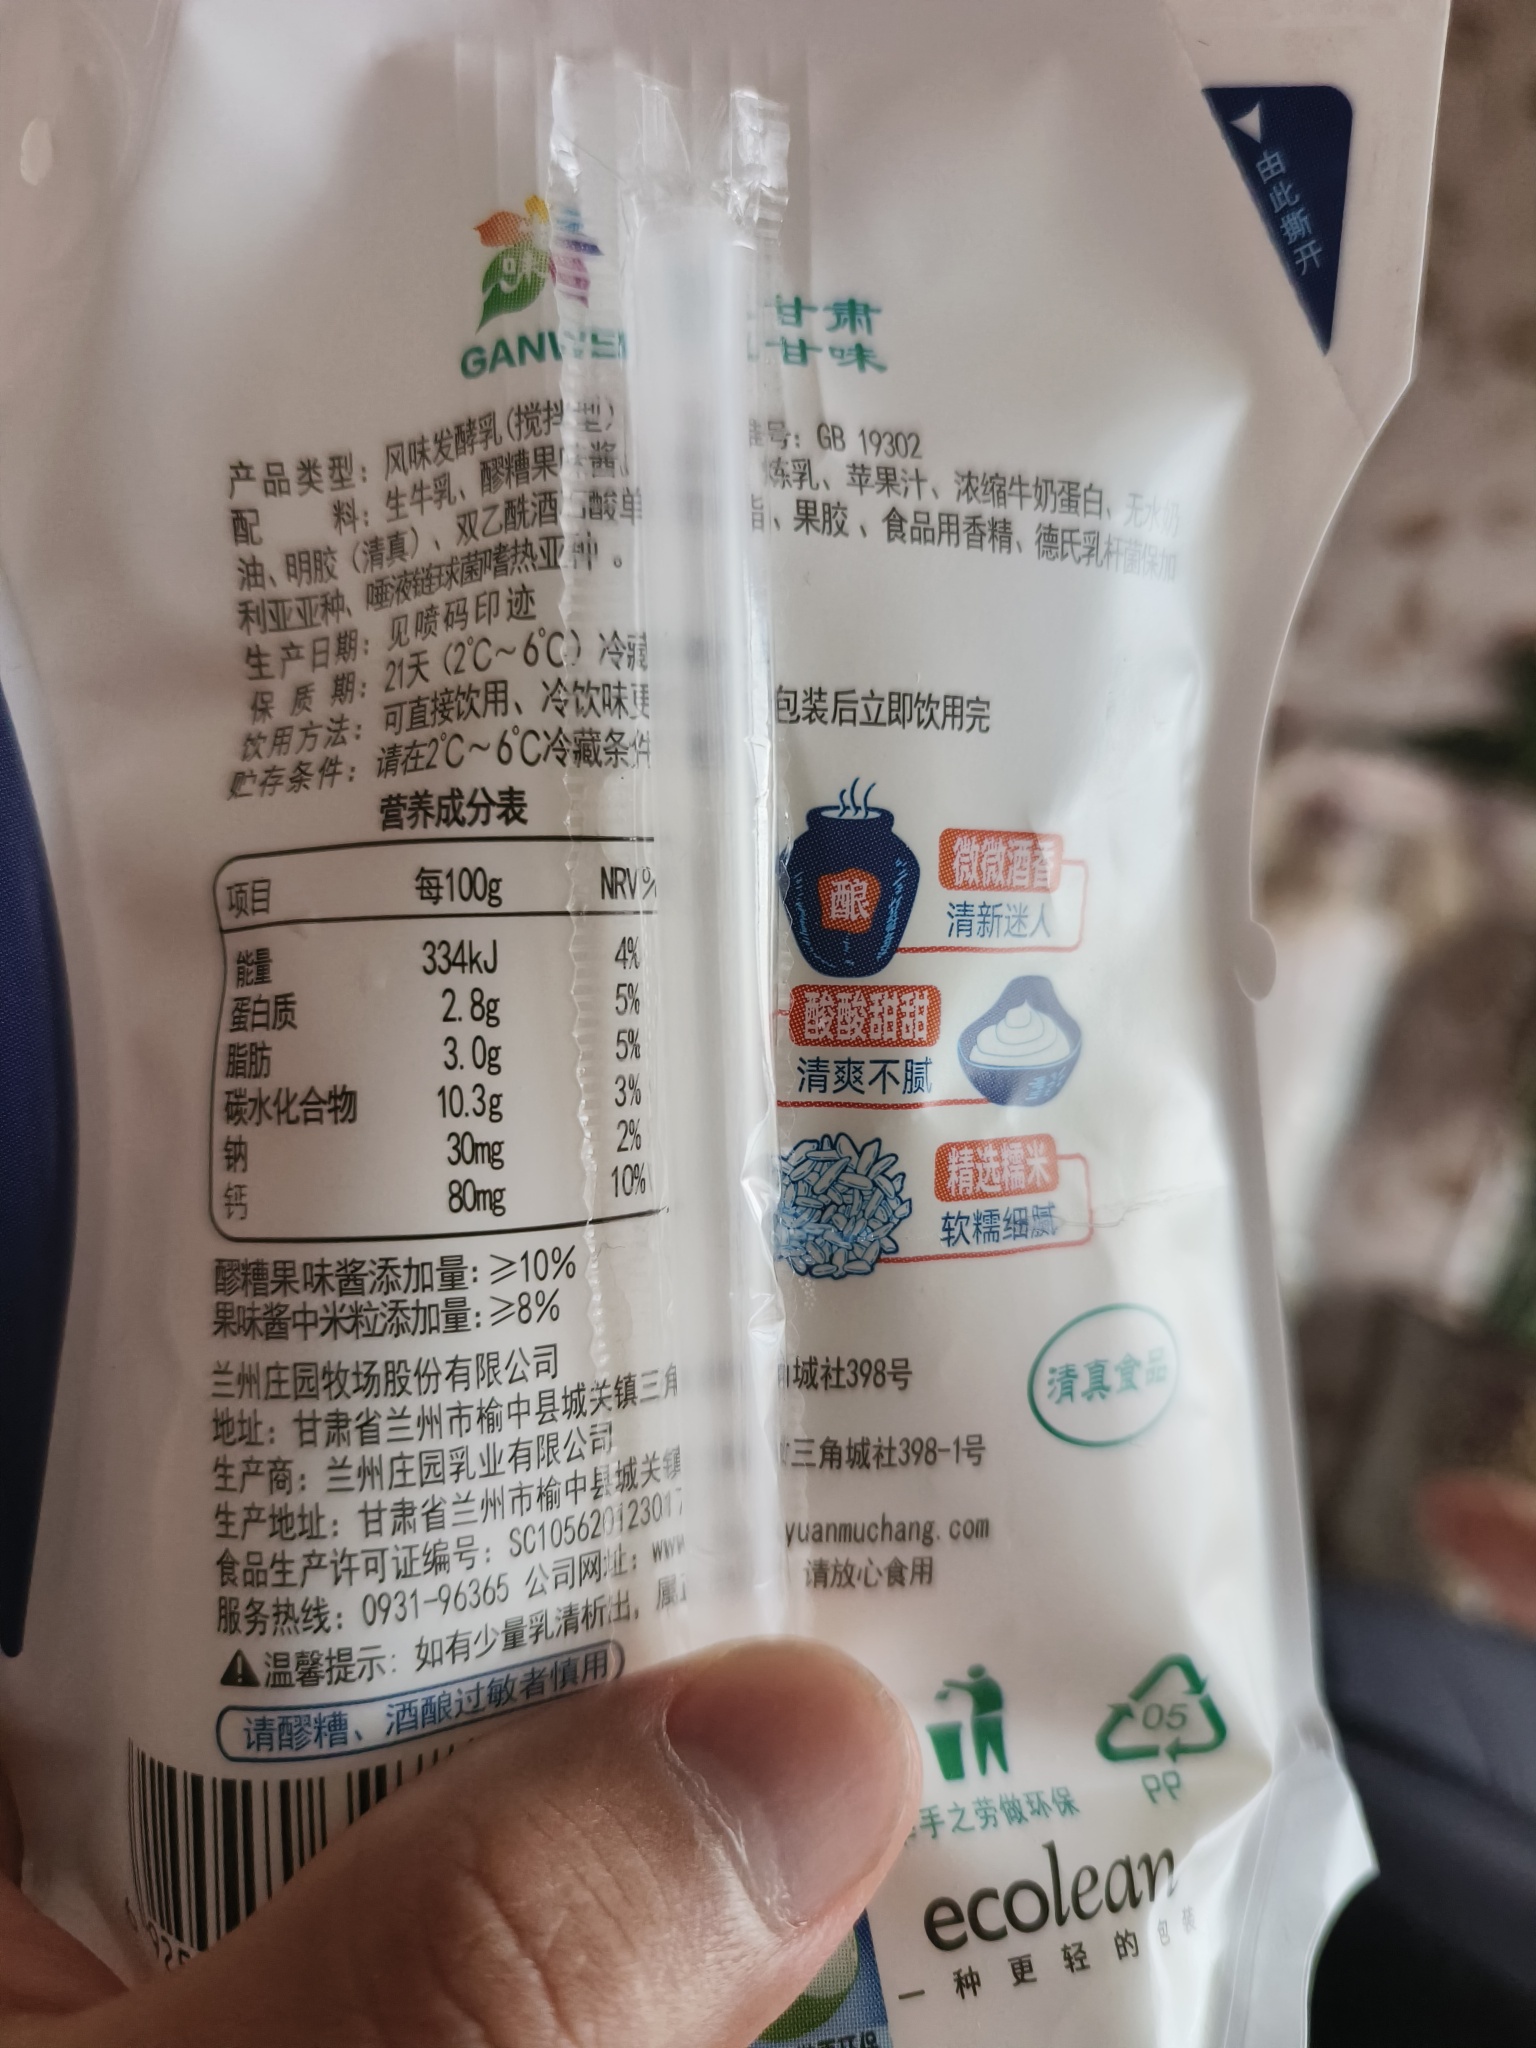 由此撕开
味
甘肃
甘味
产品类型：风味发酵乳（搅拌型） 号：GB 19302
配料：生牛乳、醪糟果味酱、 炼乳、苹果汁、浓缩牛奶蛋白、无水奶
油、明胶（清真）、双乙酰酒石酸单 脂、果胶、食品用香精、德氏乳杆菌保加
利亚亚种、唾液链球菌嗜热亚种。
生产日期：见喷码印迹
保质期：21天（2℃～6℃）冷藏
饮用方法：可直接饮用、冷饮味更 包装后立即饮用完
贮存条件：请在2℃～6℃冷藏条件
营养成分表
项目 每100g NRV%
能量 334kJ 4%
蛋白质 2.8g 5%
脂肪 3.0g 5%
碳水化合物 10.3g 3%
钠 30mg 2%
钙 80mg 10%
酿
微微酒香
清新迷人
酸酸甜甜
清爽不腻
精选糯米
软糯细腻
醪糟果味酱添加量：≥10%
果味酱中米粒添加量：≥8%
兰州庄园牧场股份有限公司
地址：甘肃省兰州市榆中县城关镇三角 城社398号
生产商：兰州庄园乳业有限公司
生产地址：甘肃省兰州市榆中县城关镇 三角城社398-1号
食品生产许可证编号：SC105620123017
服务热线：0931-96365 公司网址：www yuanmuchang.com
温馨提示：如有少量乳清析出，属 请放心食用
请醪糟、酒酿过敏者慎用
清真食品
手之劳做环保
05
PP
ecolean
一种更轻的包装